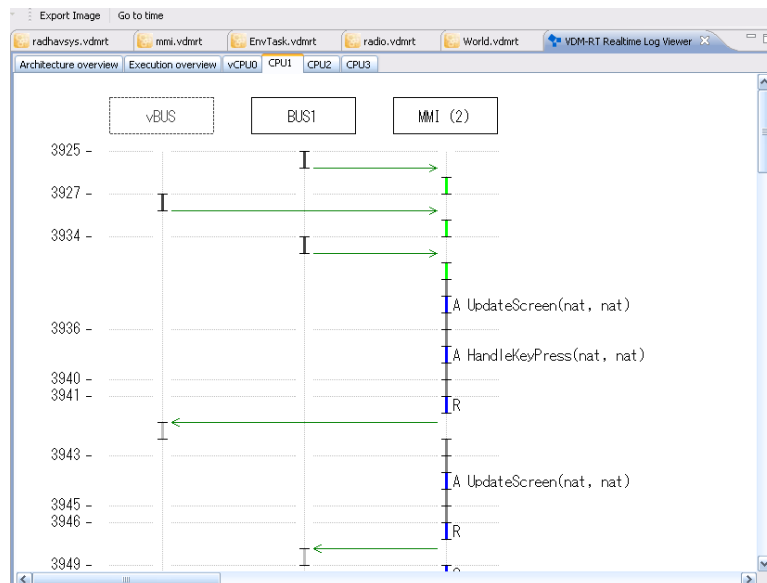 Export Image Go to time
radhavsys.vdmrt mmi.vdmrt EnvTask.vdmrt radio.vdmrt World.vdmrt VDM-RT Realtime Log Viewer
Architecture overview Execution overview vCPU0 CPU1 CPU2 CPU3
vBUS BUS1 MMI (2)
3925
3927
3934
A UpdateScreen(nat, nat)
3936
A HandleKeyPress(nat, nat)
3940
3941
R
3943
A UpdateScreen(nat, nat)
3945
3946
R
3949